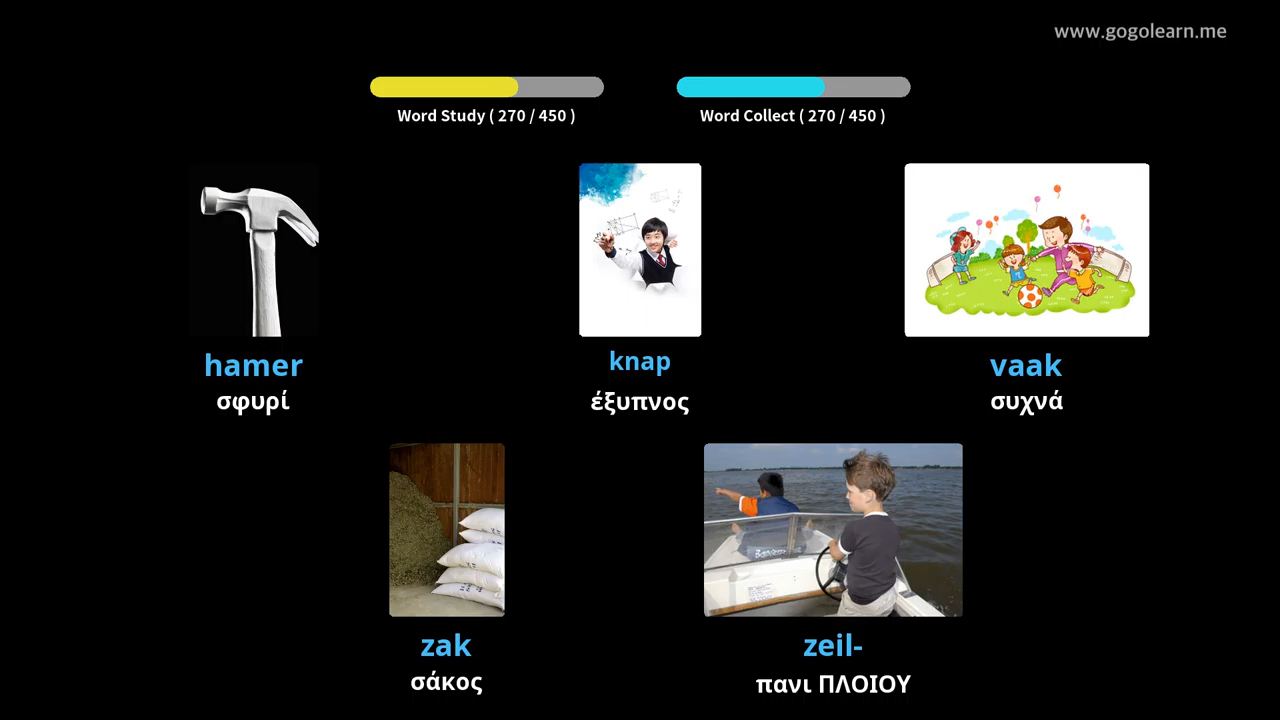 www.gogolearn.me
Word Study ( 270 / 450 )
Word Collect ( 270 / 450 )
hamer
σφυρί
knap
έξυπνος
vaak
συχνά
zak
σάκος
zeil-
πανι ΠΛΟΙΟΥ